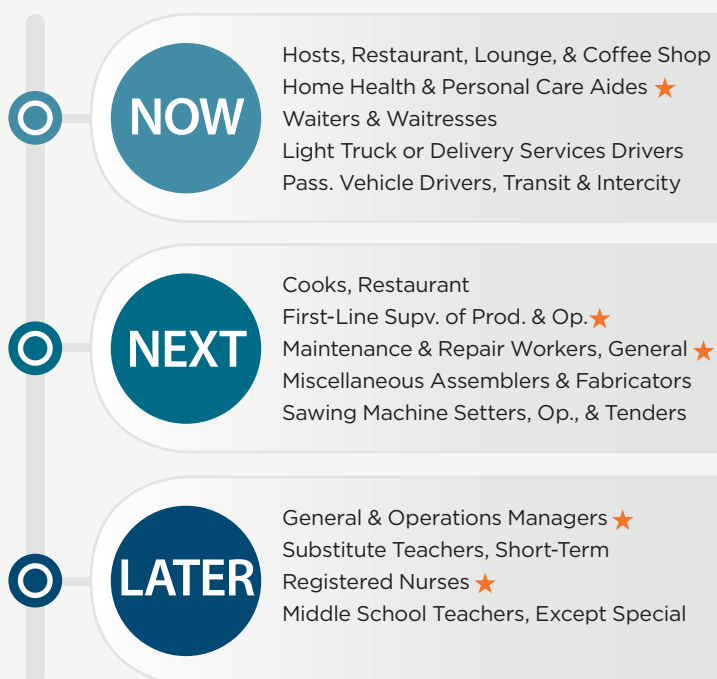 NOW
Hosts, Restaurant, Lounge, & Coffee Shop
Home Health & Personal Care Aides
Waiters & Waitresses
Light Truck or Delivery Services Drivers
Pass. Vehicle Drivers, Transit & Intercity
NEXT
Cooks, Restaurant
First-Line Supv. of Prod. & Op.
Maintenance & Repair Workers, General
Miscellaneous Assemblers & Fabricators
Sawing Machine Setters, Op., & Tenders
LATER
General & Operations Managers
Substitute Teachers, Short-Term
Registered Nurses
Middle School Teachers, Except Special